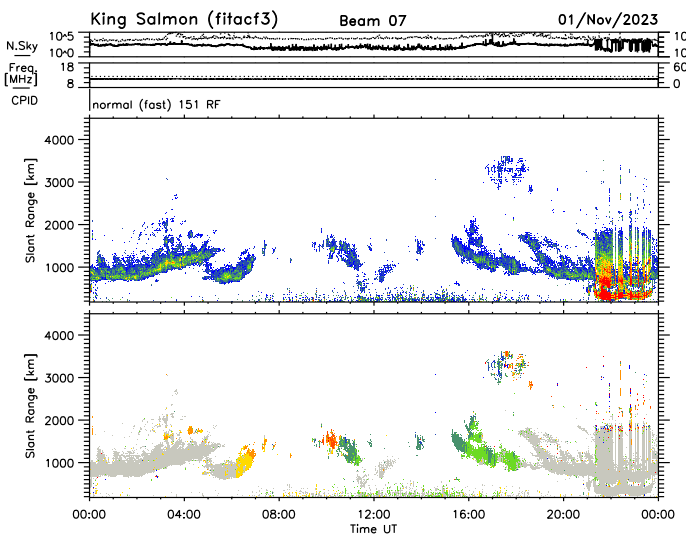 King Salmon (fitacf3) Beam 07 01/Nov/2023
N.Sky 10^5 10^0 10 10
Freq. [MHz] 18 8 60 0
CPID normal (fast) 151 RF
Slant Range [km] 4000 3000 2000 1000
Slant Range [km] 4000 3000 2000 1000
00:00 04:00 08:00 12:00 16:00 20:00 00:00
Time UT